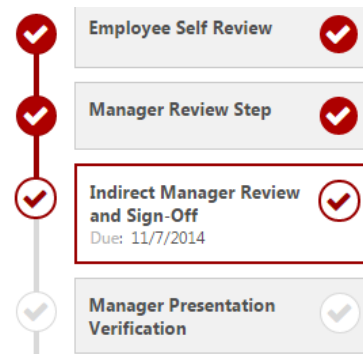 Employee Self Review
Manager Review Step
Indirect Manager Review
and Sign-Off
Due: 11/7/2014
Manager Presentation
Verification